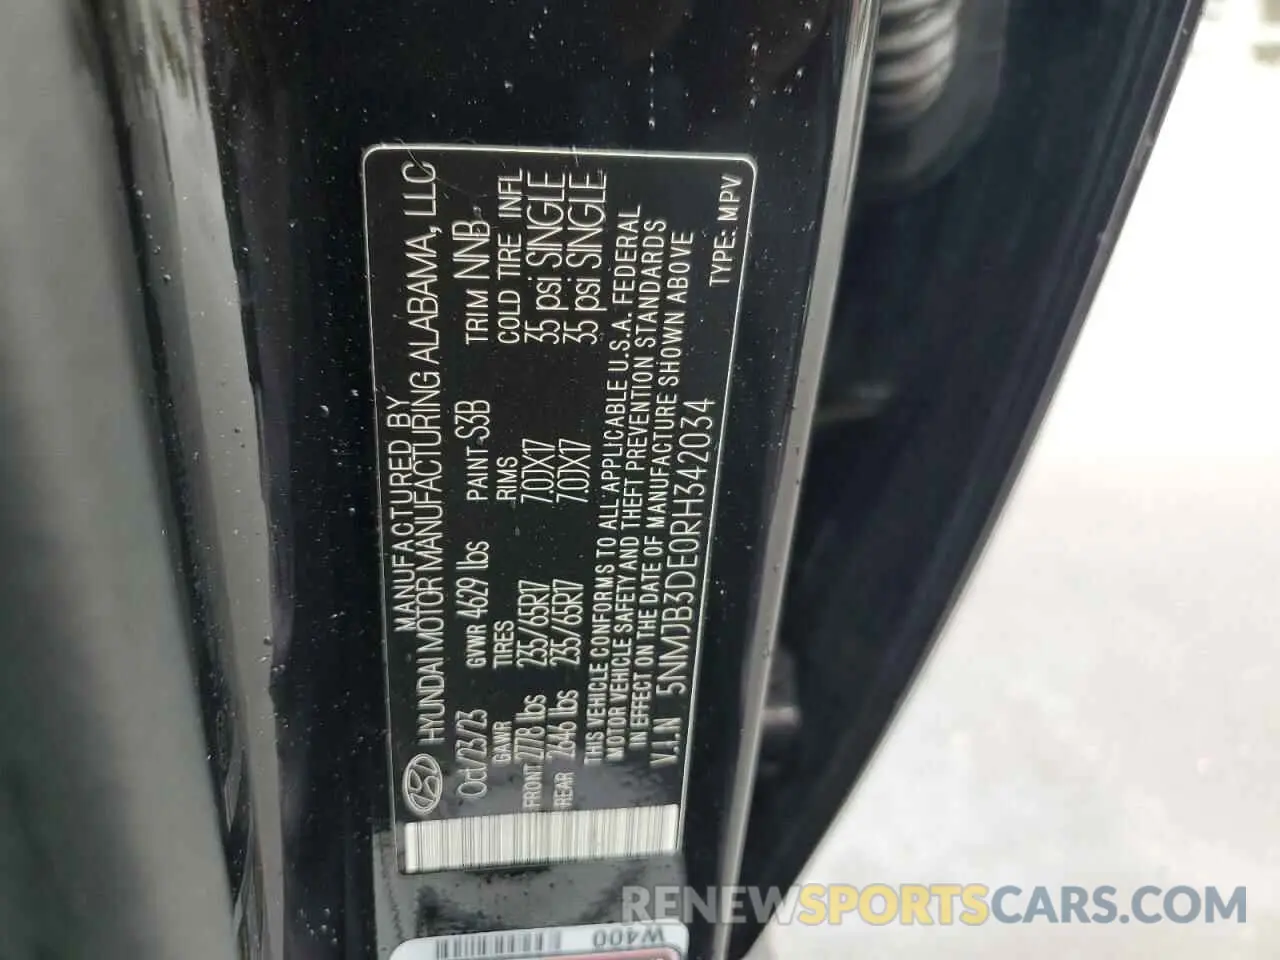 MANUFACTURED BY
HYUNDAI MOTOR MANUFACTURING ALABAMA, LLC
Oct/23/23 GVWR 4629 lbs PAINT S3B TRIM NNB
GAWR TIRES RIMS COLD TIRE INFL
FRONT 2778 lbs 235/65R17 7.0JX17 35 psi SINGLE
REAR 2646 lbs 235/65R17 7.0JX17 35 psi SINGLE
THIS VEHICLE CONFORMS TO ALL APPLICABLE U.S.A. FEDERAL
MOTOR VEHICLE SAFETY AND THEFT PREVENTION STANDARDS
IN EFFECT ON THE DATE OF MANUFACTURE SHOWN ABOVE
V.I.N 5NMJB3DE0RH342034 TYPE: MPV
W400
RENEWSPORTSCARS.COM